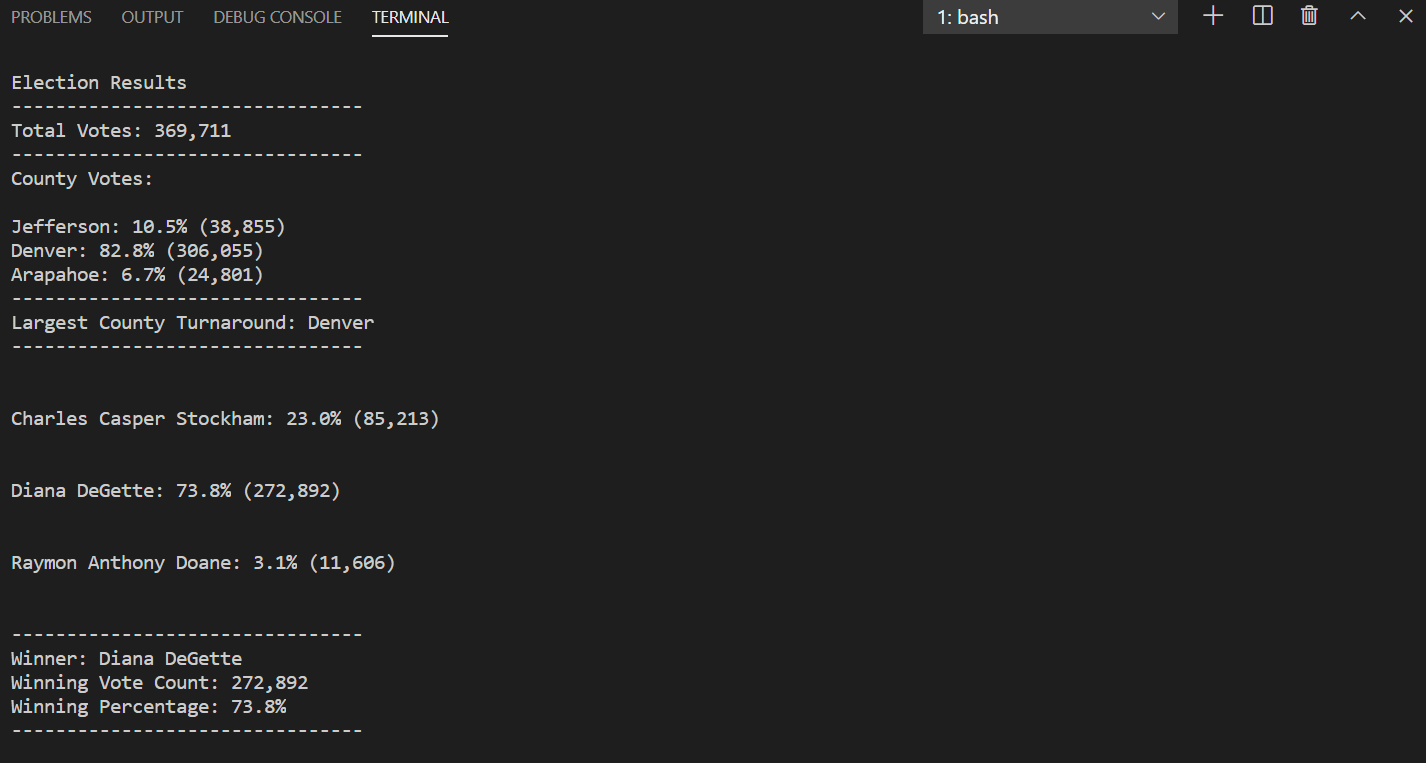 PROBLEMS OUTPUT DEBUG CONSOLE TERMINAL 1: bash
Election Results
--------------------------------
Total Votes: 369,711
--------------------------------
County Votes:
Jefferson: 10.5% (38,855)
Denver: 82.8% (306,055)
Arapahoe: 6.7% (24,801)
--------------------------------
Largest County Turnaround: Denver
--------------------------------
Charles Casper Stockham: 23.0% (85,213)
Diana DeGette: 73.8% (272,892)
Raymon Anthony Doane: 3.1% (11,606)
--------------------------------
Winner: Diana DeGette
Winning Vote Count: 272,892
Winning Percentage: 73.8%
--------------------------------